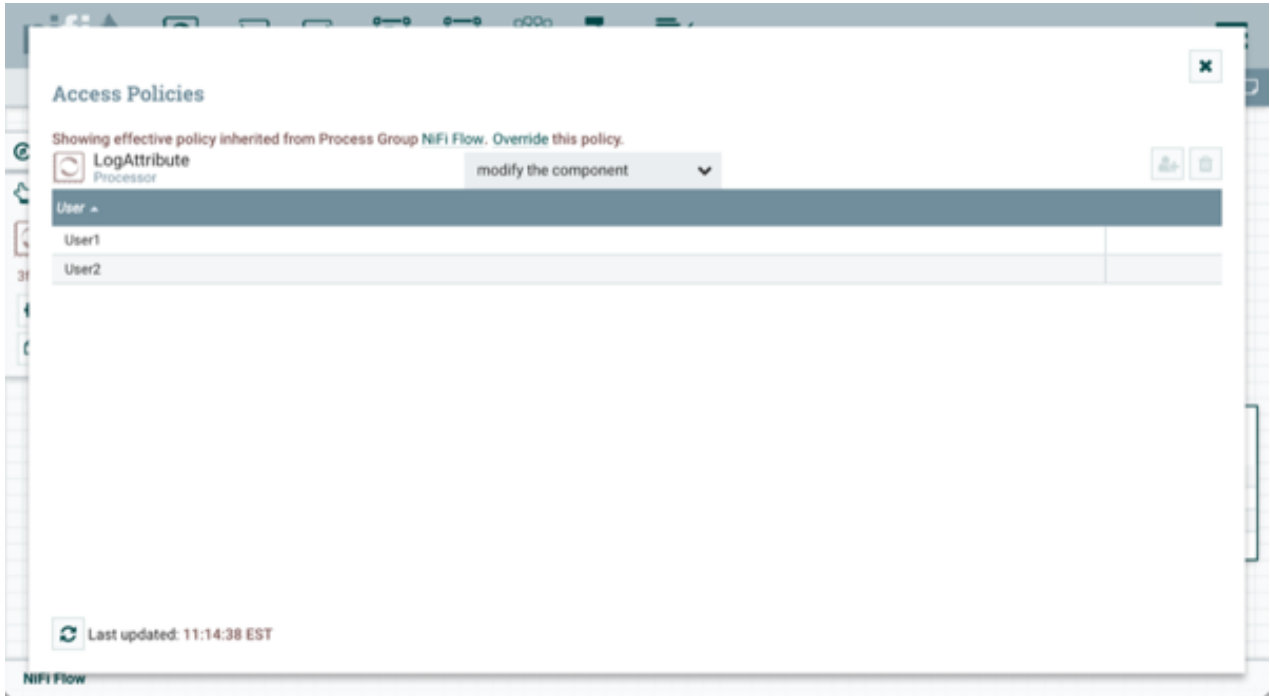 Access Policies
Showing effective policy inherited from Process Group NiFi Flow. Override this policy.
LogAttribute
Processor
modify the component
User
User1
User2
Last updated: 11:14:38 EST
NiFi Flow